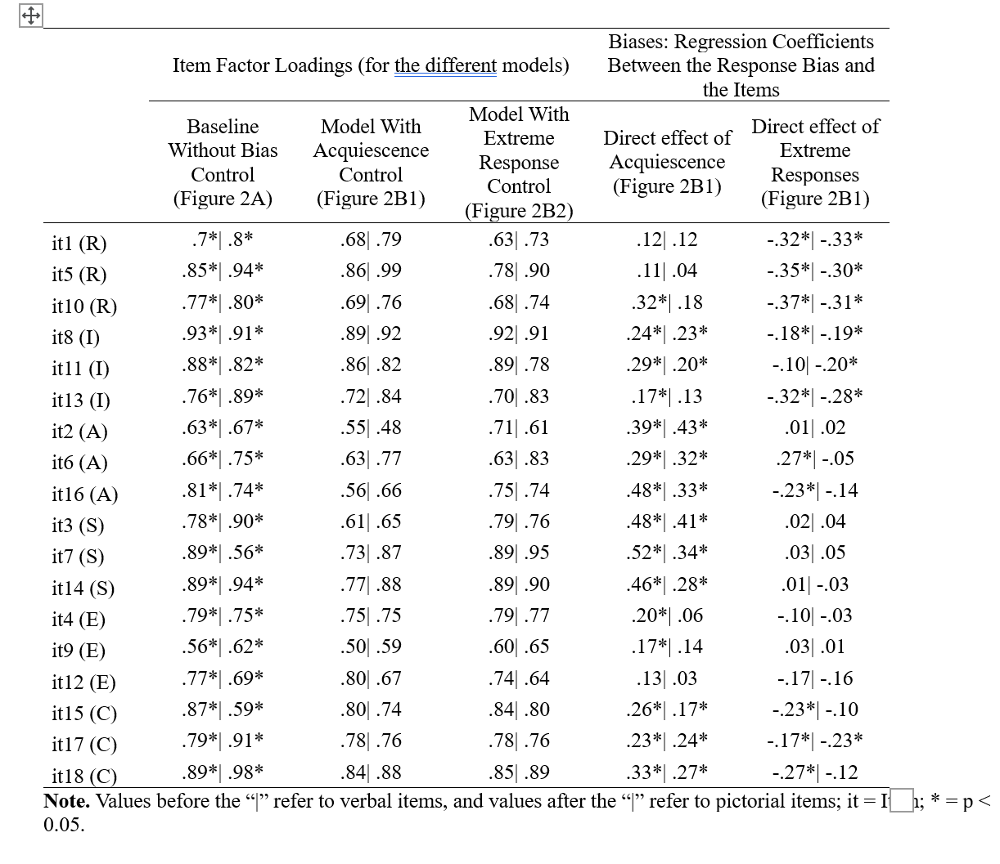 Item Factor Loadings (for the different models)
Biases: Regression Coefficients
Between the Response Bias and
the Items
Baseline
Without Bias
Control
(Figure 2A)
Model With
Acquiescence
Control
(Figure 2B1)
Model With
Extreme
Response
Control
(Figure 2B2)
Direct effect of
Acquiescence
(Figure 2B1)
Direct effect of
Extreme
Responses
(Figure 2B1)
it1 (R) .7*| .8* .68| .79 .63| .73 .12| .12 -.32*| -.33*
it5 (R) .85*| .94* .86| .99 .78| .90 .11| .04 -.35*| -.30*
it10 (R) .77*| .80* .69| .76 .68| .74 .32*| .18 -.37*| -.31*
it8 (I) .93*| .91* .89| .92 .92| .91 .24*| .23* -.18*| -.19*
it11 (I) .88*| .82* .86| .82 .89| .78 .29*| .20* -.10| -.20*
it13 (I) .76*| .89* .72| .84 .70| .83 .17*| .13 -.32*| -.28*
it2 (A) .63*| .67* .55| .48 .71| .61 .39*| .43* .01| .02
it6 (A) .66*| .75* .63| .77 .63| .83 .29*| .32* .27*| -.05
it16 (A) .81*| .74* .56| .66 .75| .74 .48*| .33* -.23*| -.14
it3 (S) .78*| .90* .61| .65 .79| .76 .48*| .41* .02| .04
it7 (S) .89*| .56* .73| .87 .89| .95 .52*| .34* .03| .05
it14 (S) .89*| .94* .77| .88 .89| .90 .46*| .28* .01| -.03
it4 (E) .79*| .75* .75| .75 .79| .77 .20*| .06 -.10| -.03
it9 (E) .56*| .62* .50| .59 .60| .65 .17*| .14 .03| .01
it12 (E) .77*| .69* .80| .67 .74| .64 .13| .03 -.17| -.16
it15 (C) .87*| .59* .80| .74 .84| .80 .26*| .17* -.23*| -.10
it17 (C) .79*| .91* .78| .76 .78| .76 .23*| .24* -.17*| -.23*
it18 (C) .89*| .98* .84| .88 .85| .89 .33*| .27* -.27*| -.12
Note. Values before the “|” refer to verbal items, and values after the “|” refer to pictorial items; it = ; * = p <
0.05.